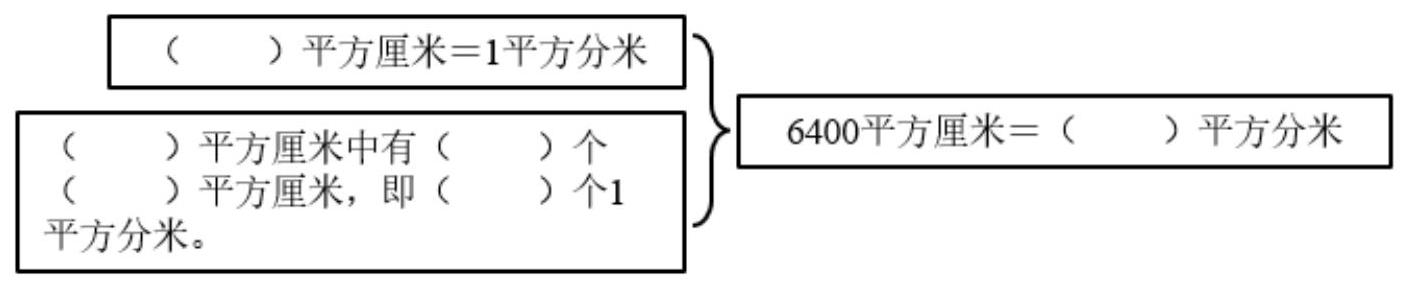 （　　）平方厘米＝1平方分米
（　　）平方厘米中有（　　）个
（　　）平方厘米，即（　　）个1
平方分米。
6400平方厘米＝（　　）平方分米